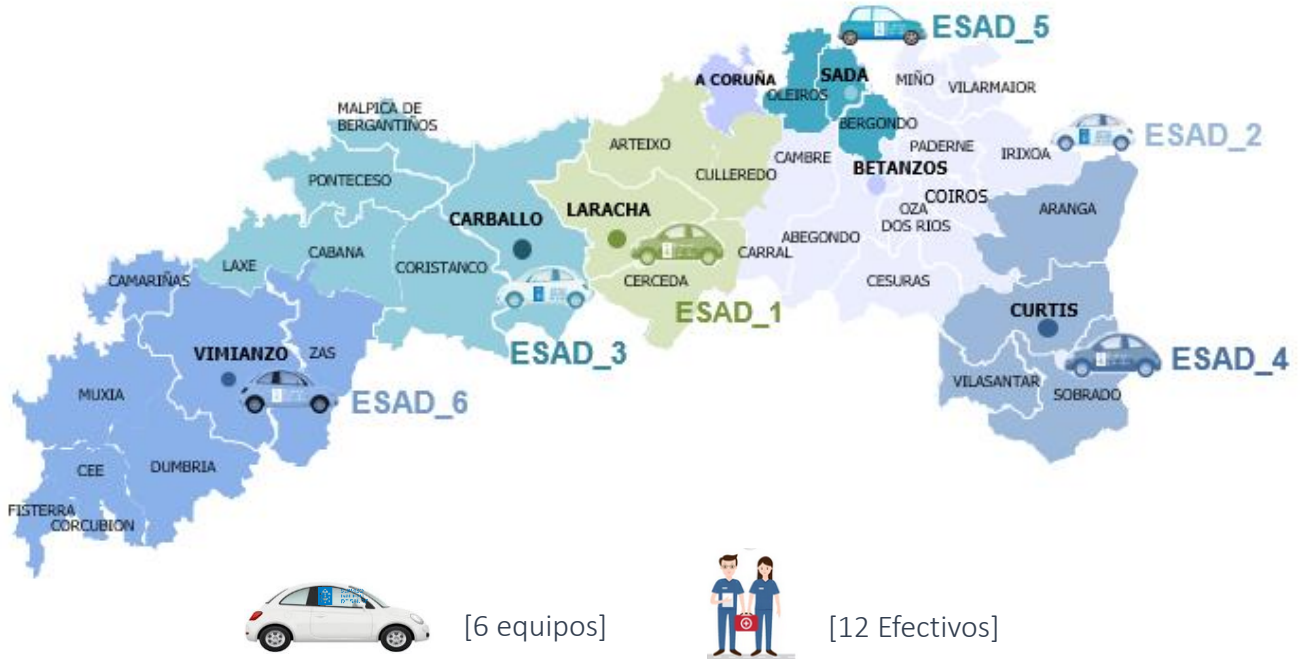 ESAD_5
A CORUÑA
SADA
MIÑO
VILARMAIOR
OLEIROS
MALPICA DE
BERGANTIÑOS
BERGONDO
ESAD_2
ARTEIXO
CAMBRE
PADERNE
IRIXOA
CULLEREDO
BETANZOS
PONTECESO
COIROS
LARACHA
CARBALLO
OZA
DOS RIOS
ARANGA
ABEGONDO
CABANA
CARRAL
LAXE
CORISTANCO
CAMARIÑAS
CERCEDA
CESURAS
ESAD_1
CURTIS
ESAD_3
VIMIANZO
ZAS
ESAD_4
VILASANTAR
MUXIA
SOBRADO
ESAD_6
CEE
DUMBRIA
FISTERRA
CORCUBION
[6 equipos]
[12 Efectivos]